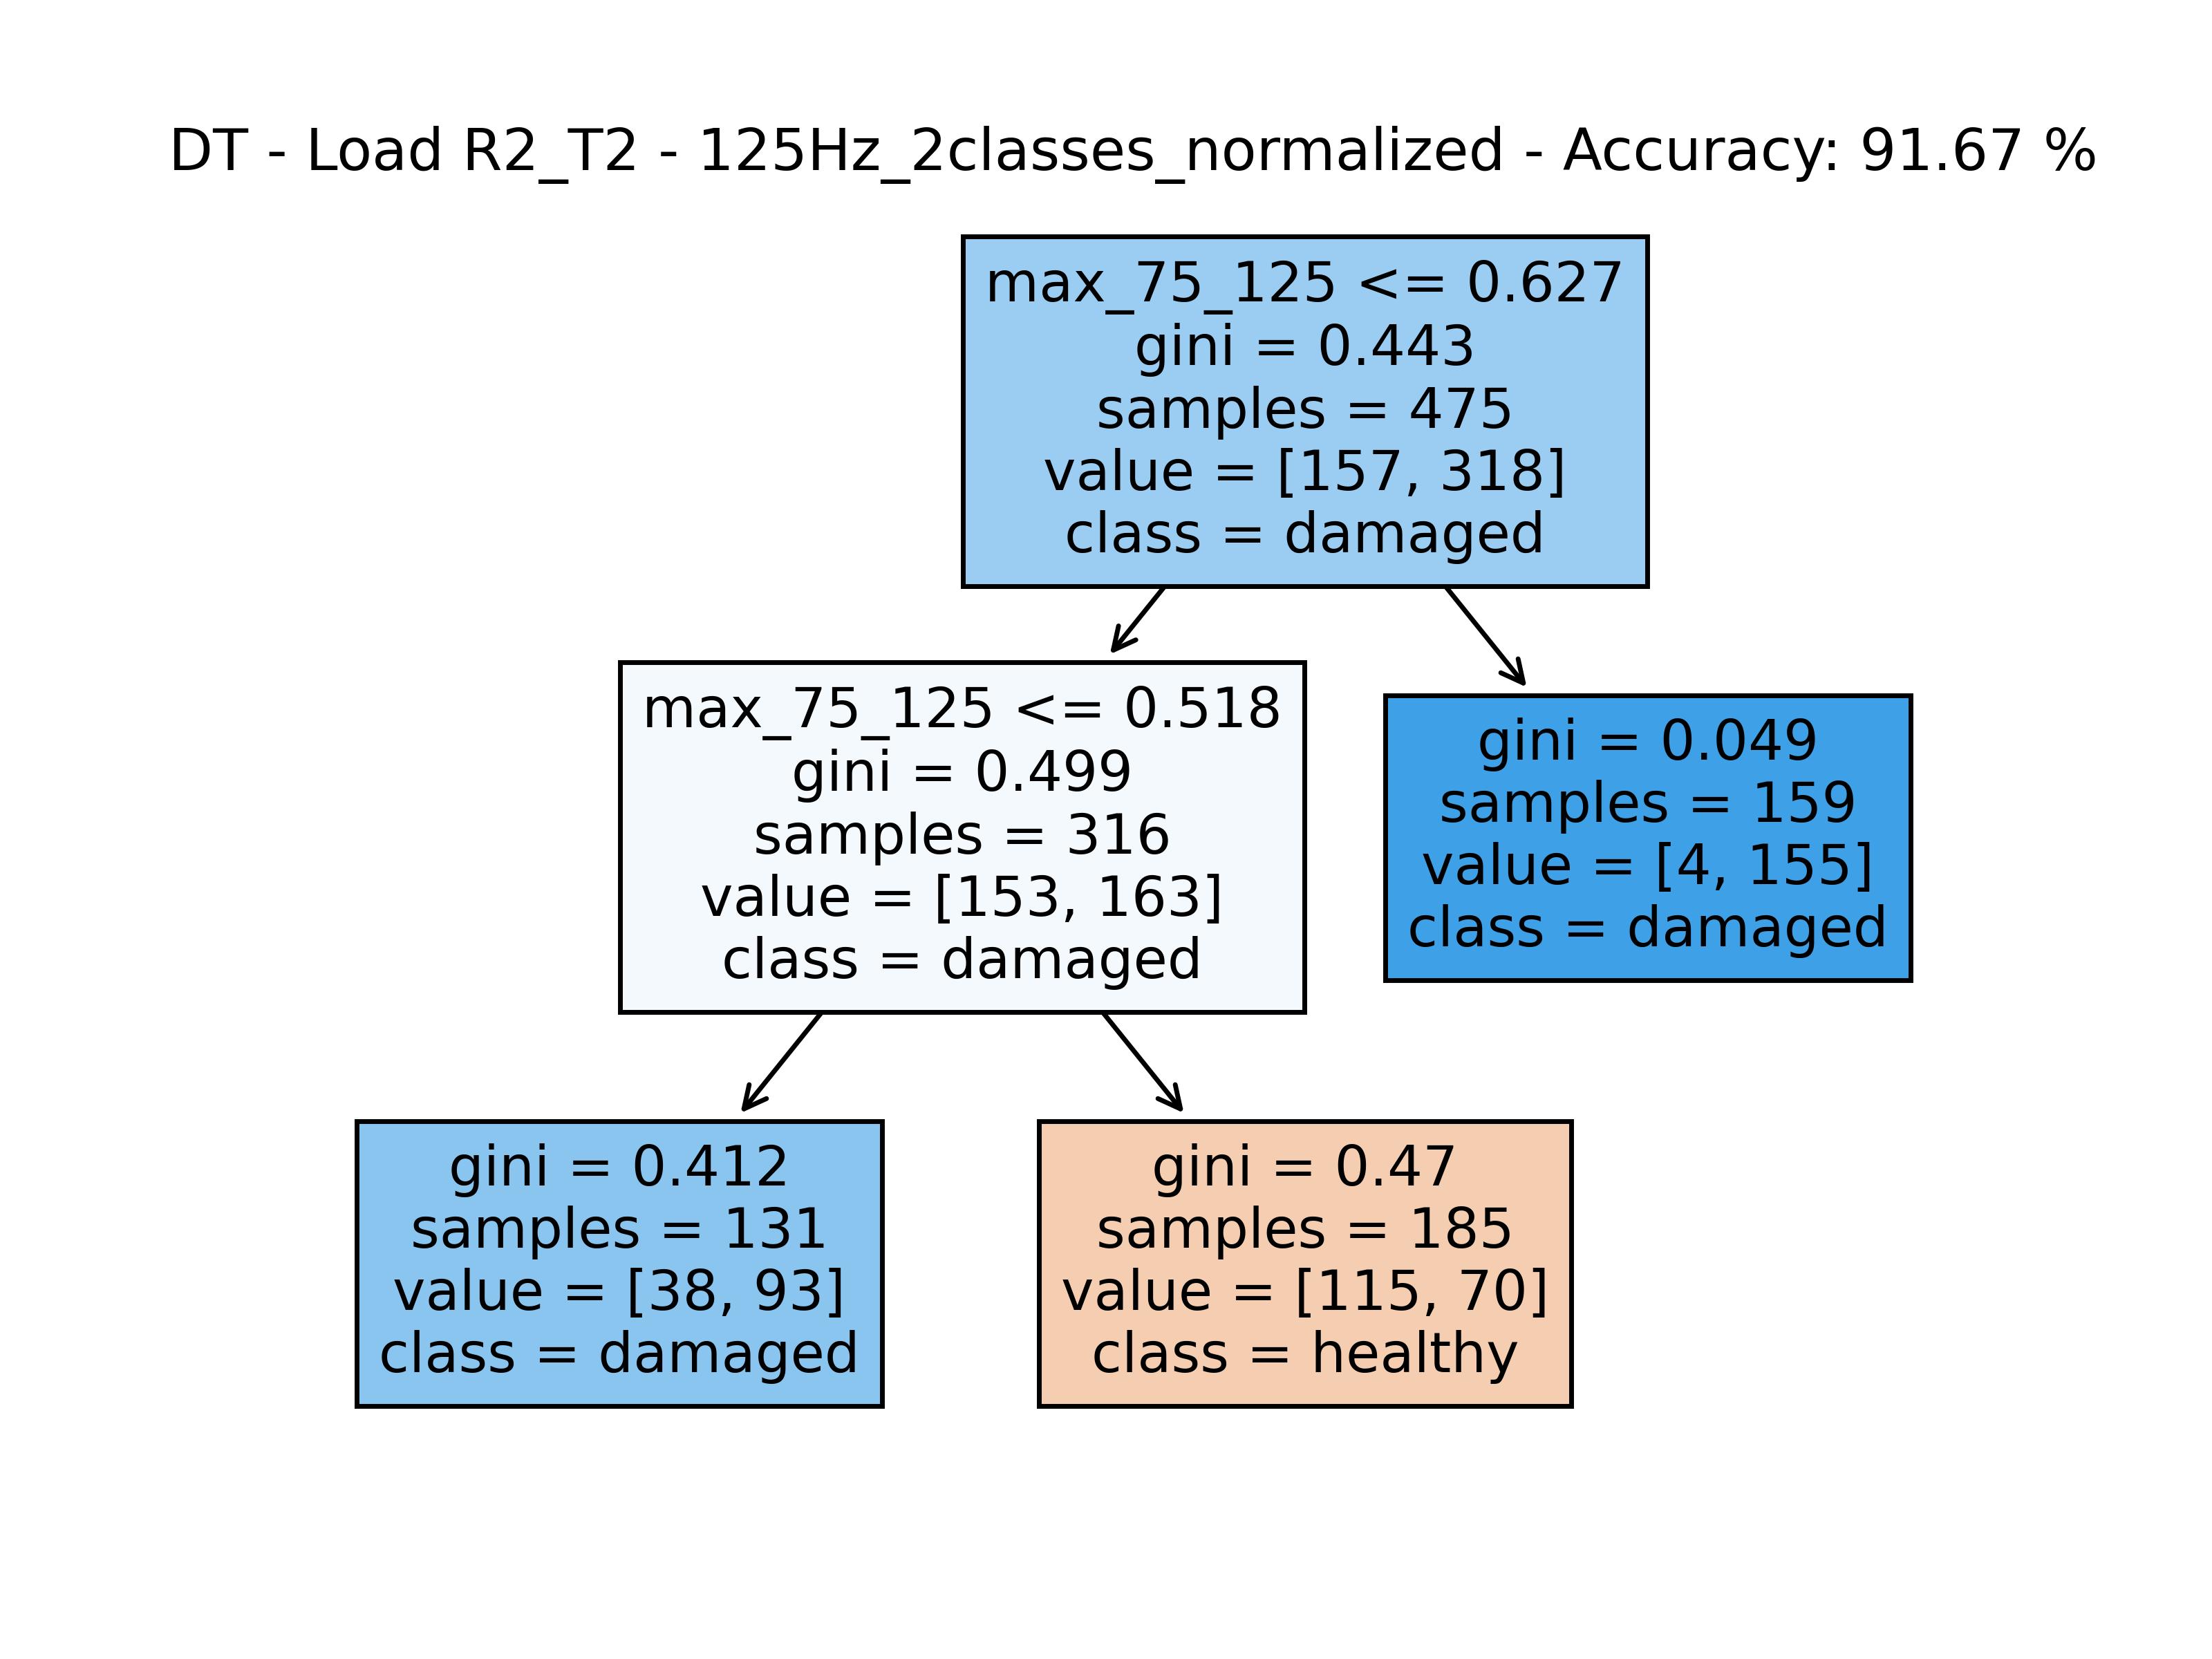 DT - Load R2_T2 - 125Hz_2classes_normalized - Accuracy: 91.67 %
max_75_125 <= 0.627
gini = 0.443
samples = 475
value = [157, 318]
class = damaged
max_75_125 <= 0.518
gini = 0.499
samples = 316
value = [153, 163]
class = damaged
gini = 0.049
samples = 159
value = [4, 155]
class = damaged
gini = 0.412
samples = 131
value = [38, 93]
class = damaged
gini = 0.47
samples = 185
value = [115, 70]
class = healthy